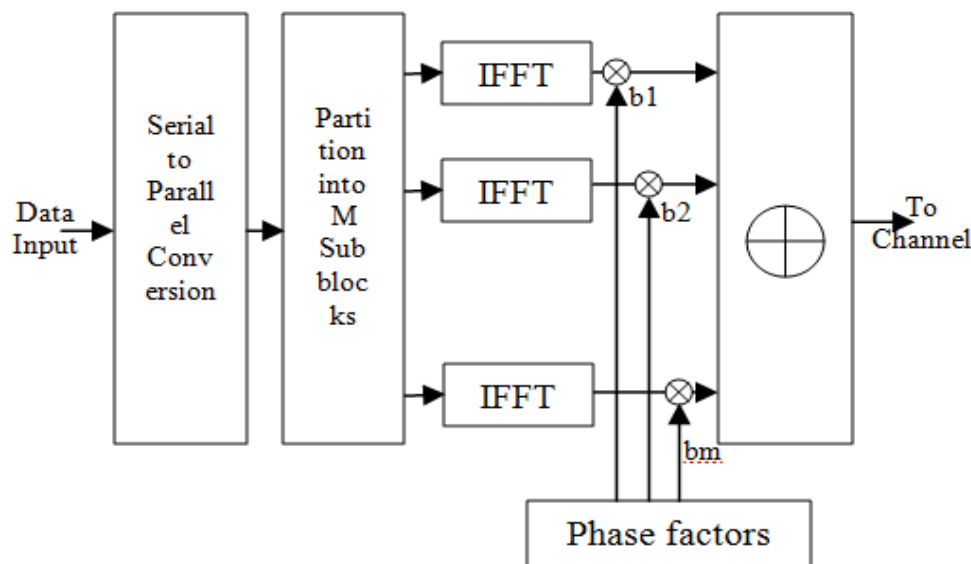 Data
Input
Serial
to
Parall
el
Conv
ersion
Parti
tion
into
M
Sub
bloc
ks
IFFT
b1
IFFT
b2
IFFT
bm
Phase factors
To
Channel